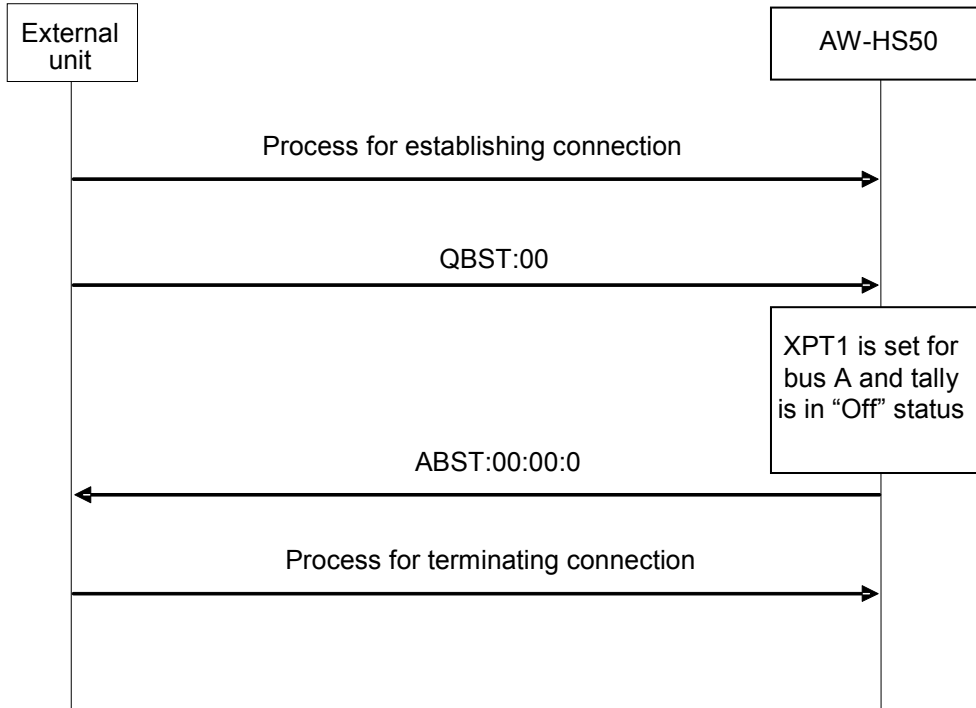 External
unit
AW-HS50
Process for establishing connection
QBST:00
XPT1 is set for
bus A and tally
is in “Off” status
ABST:00:00:0
Process for terminating connection